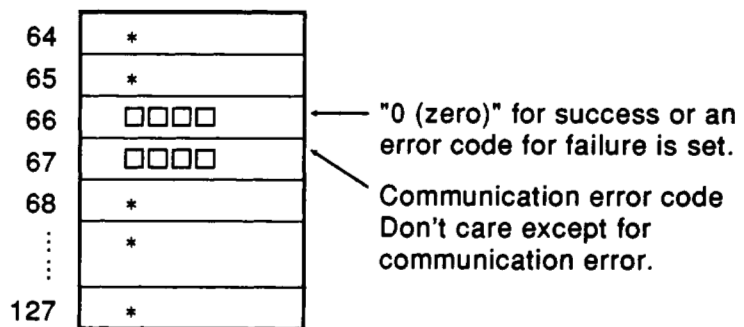 64 *
65 *
66 □□□□ "0 (zero)" for success or an
error code for failure is set.
67 □□□□
68 * Communication error code
Don't care except for
* communication error.
127 *